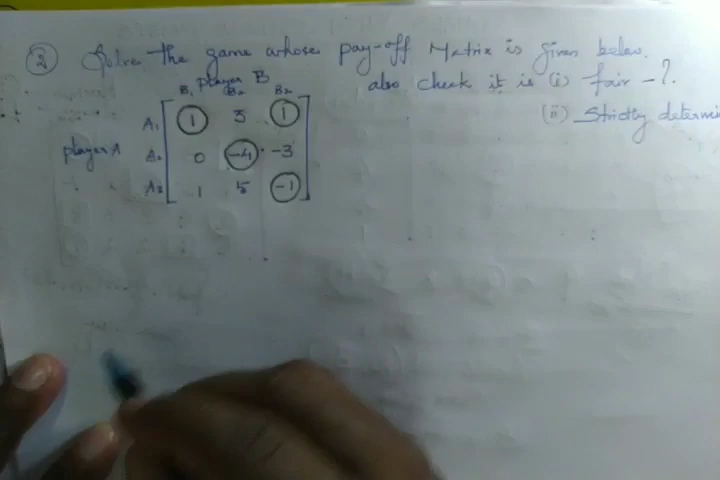 ② Solve the game whose pay-off Matrix is given below.
also check it is (i) fair - ?
(ii) Strictly determin
player B
B₁ B₂ B₃
A₁ 1 3 1
player A A₂ 0 -4 -3
A₃ 1 5 -1